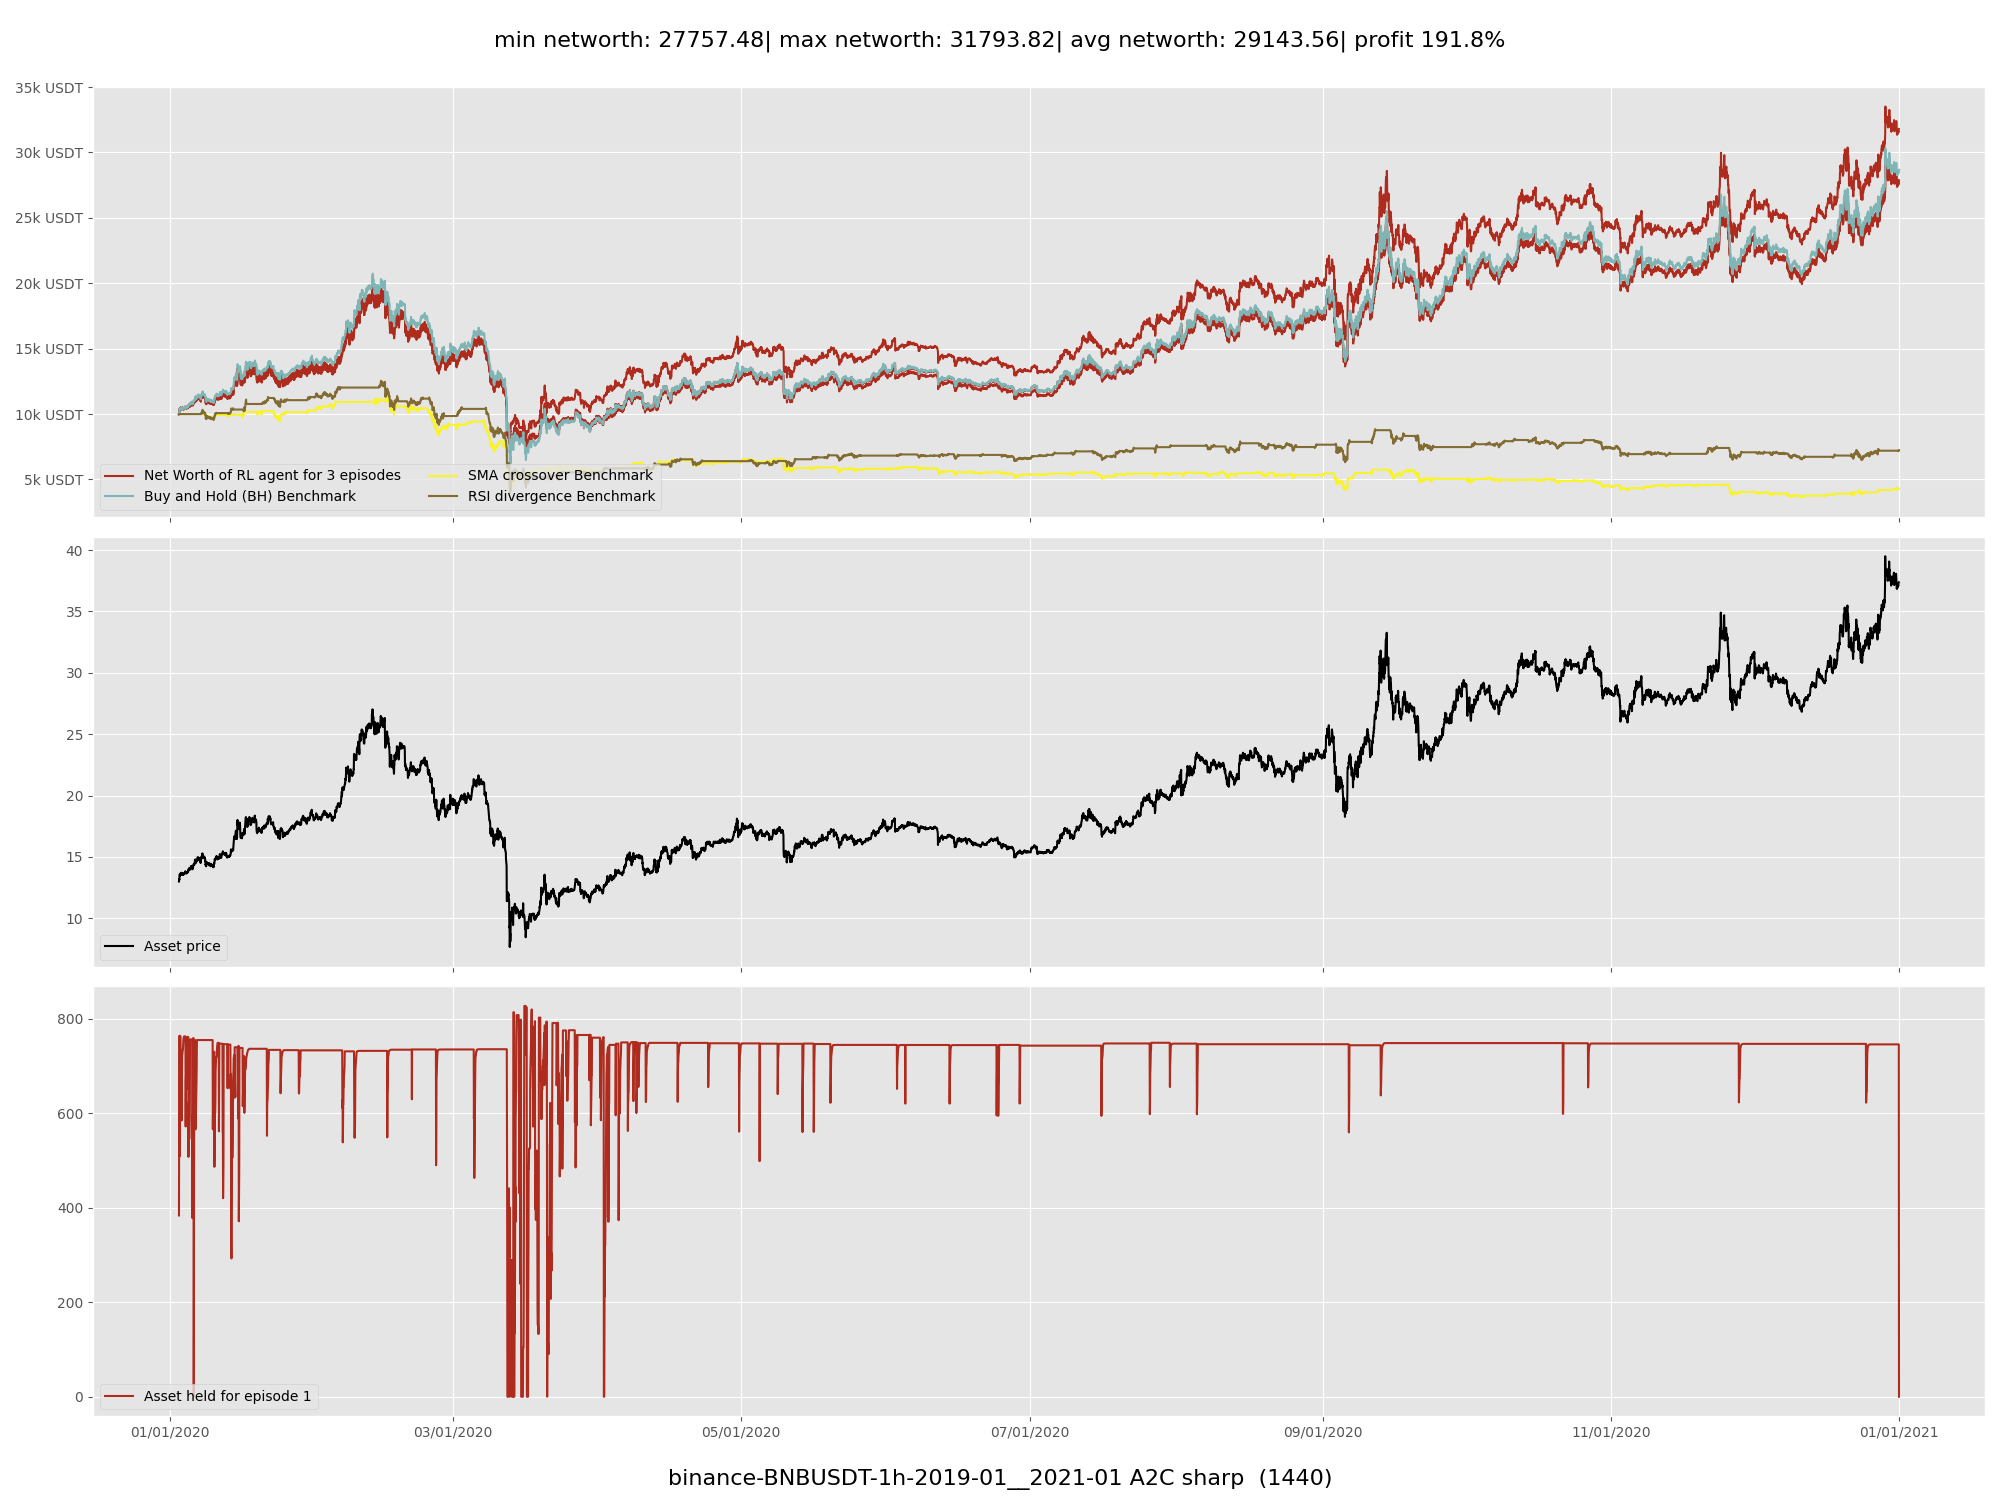 min networth: 27757.48| max networth: 31793.82| avg networth: 29143.56| profit 191.8%
35k USDT
30k USDT
25k USDT
20k USDT
15k USDT
10k USDT
5k USDT
Net Worth of RL agent for 3 episodes
Buy and Hold (BH) Benchmark
SMA crossover Benchmark
RSI divergence Benchmark
40
35
30
25
20
15
10
Asset price
800
600
400
200
0
Asset held for episode 1
01/01/2020 03/01/2020 05/01/2020 07/01/2020 09/01/2020 11/01/2020 01/01/2021
binance-BNBUSDT-1h-2019-01__2021-01 A2C sharp (1440)